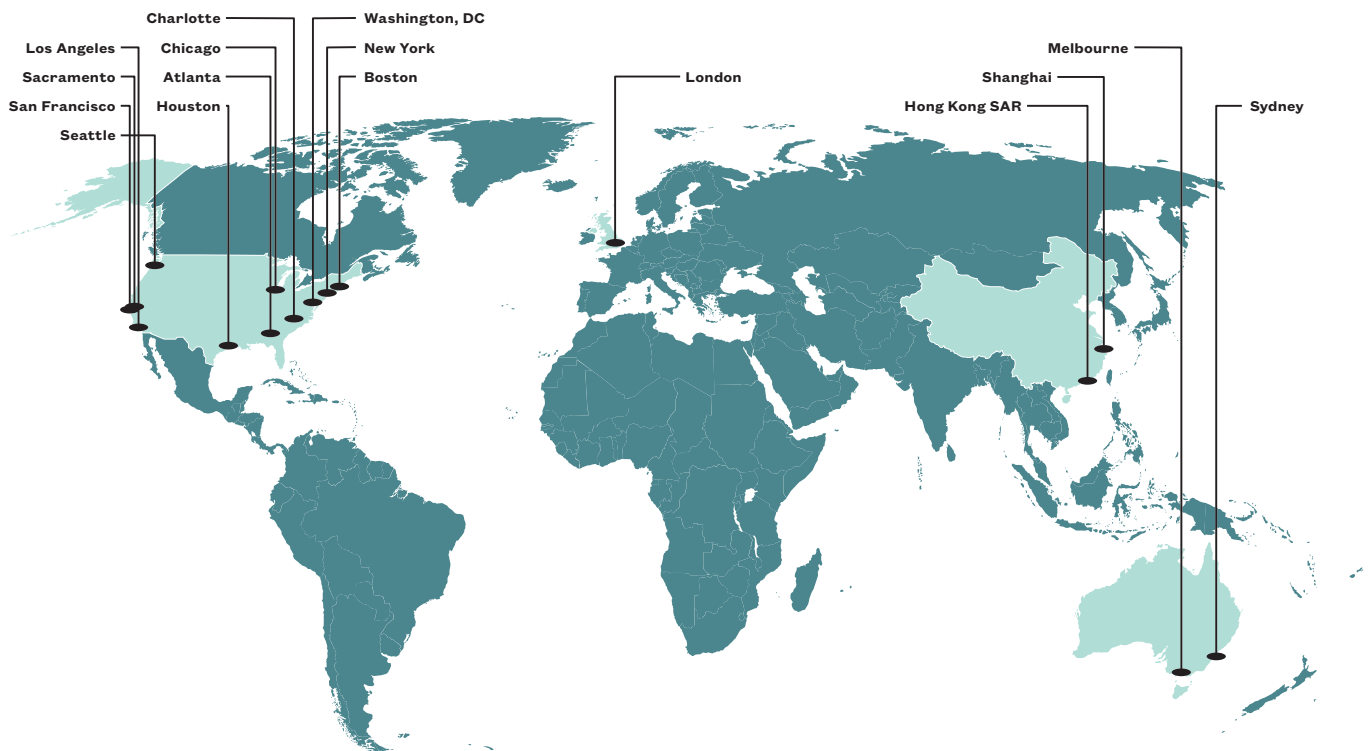 Charlotte
Washington, DC
Los Angeles
Chicago
New York
Melbourne
Sacramento
Atlanta
Boston
London
Shanghai
San Francisco
Houston
Hong Kong SAR
Sydney
Seattle